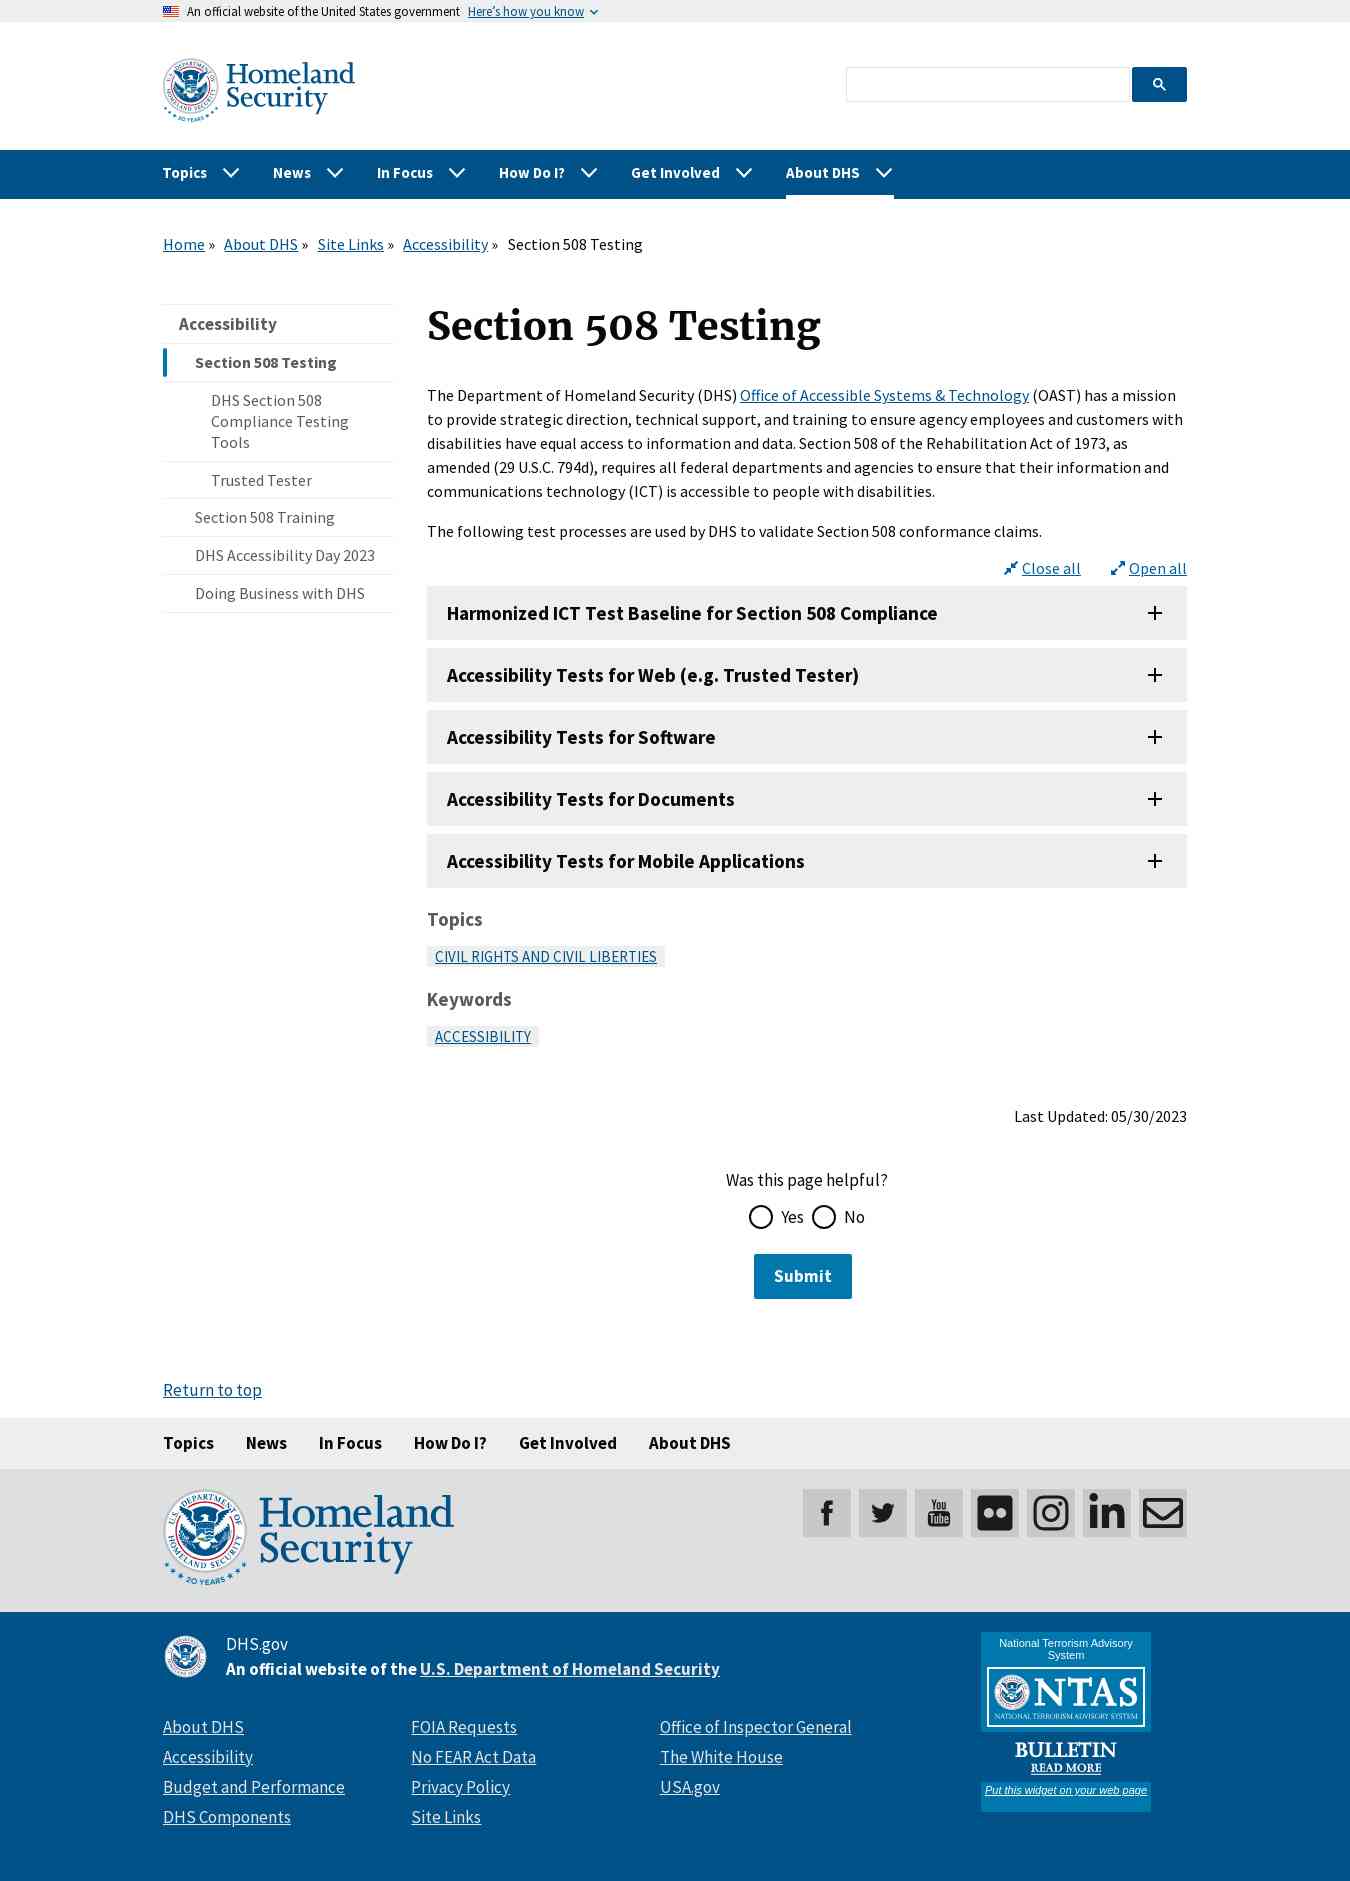 An official website of the United States government Here’s how you know
U.S. DEPARTMENT OF HOMELAND SECURITY
20 YEARS
Homeland
Security
Topics News In Focus How Do I? Get Involved About DHS
Home » About DHS » Site Links » Accessibility » Section 508 Testing
Accessibility
Section 508 Testing
DHS Section 508
Compliance Testing
Tools
Trusted Tester
Section 508 Training
DHS Accessibility Day 2023
Doing Business with DHS
Section 508 Testing
The Department of Homeland Security (DHS) Office of Accessible Systems & Technology (OAST) has a mission
to provide strategic direction, technical support, and training to ensure agency employees and customers with
disabilities have equal access to information and data. Section 508 of the Rehabilitation Act of 1973, as
amended (29 U.S.C. 794d), requires all federal departments and agencies to ensure that their information and
communications technology (ICT) is accessible to people with disabilities.
The following test processes are used by DHS to validate Section 508 conformance claims.
Close all Open all
Harmonized ICT Test Baseline for Section 508 Compliance
Accessibility Tests for Web (e.g. Trusted Tester)
Accessibility Tests for Software
Accessibility Tests for Documents
Accessibility Tests for Mobile Applications
Topics
CIVIL RIGHTS AND CIVIL LIBERTIES
Keywords
ACCESSIBILITY
Last Updated: 05/30/2023
Was this page helpful?
Yes No
Submit
Return to top
Topics News In Focus How Do I? Get Involved About DHS
U.S. DEPARTMENT OF HOMELAND SECURITY
20 YEARS
Homeland
Security
You
Tube
in
DHS.gov
An official website of the U.S. Department of Homeland Security
About DHS
Accessibility
Budget and Performance
DHS Components
FOIA Requests
No FEAR Act Data
Privacy Policy
Site Links
Office of Inspector General
The White House
USA.gov
National Terrorism Advisory
System
NTAS
NATIONAL TERRORISM ADVISORY SYSTEM
BULLETIN
READ MORE
Put this widget on your web page